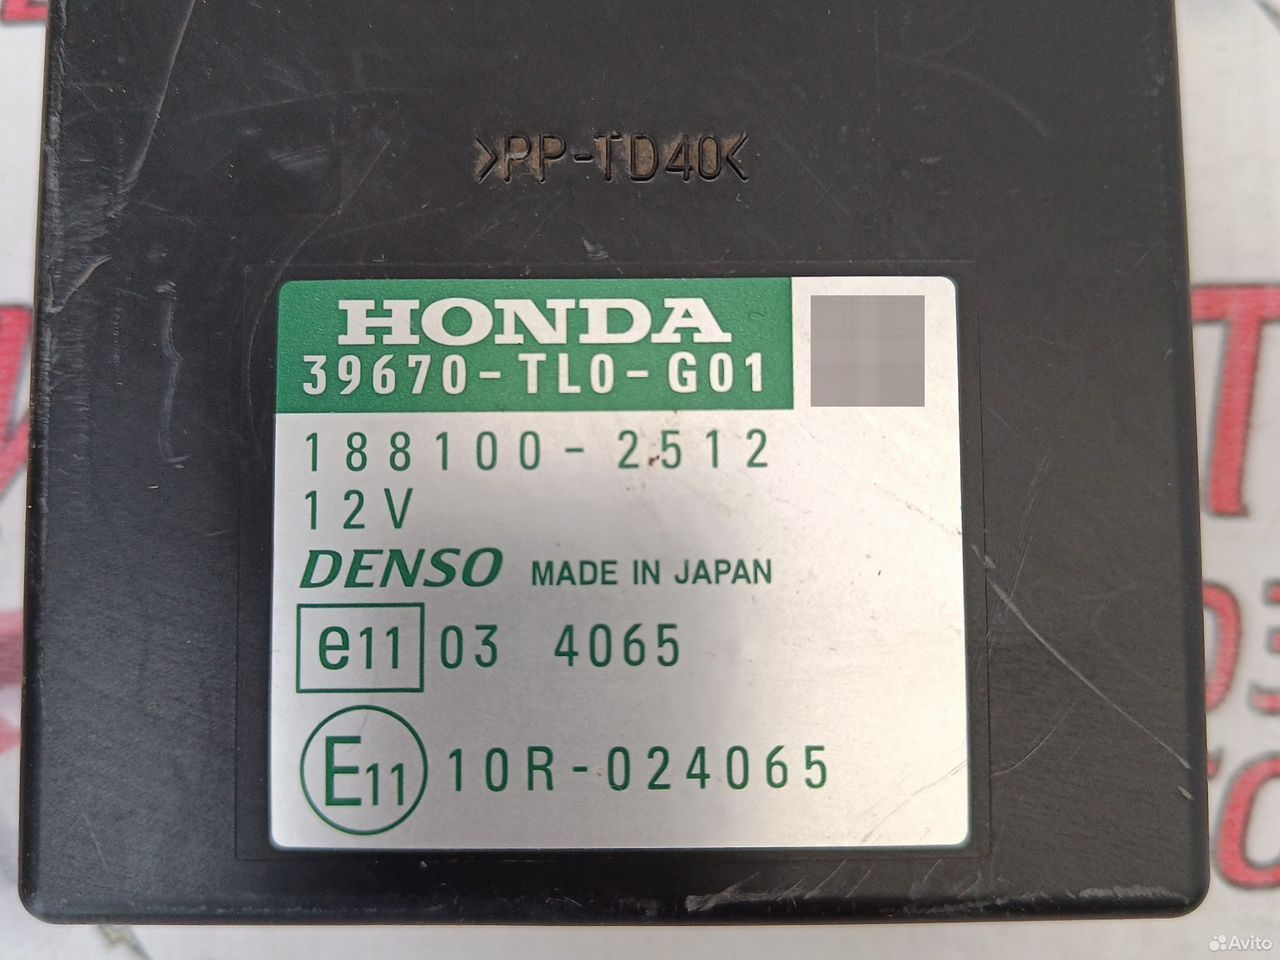 >PP-TD40<
HONDA
39670-TL0-G01
188100-2512
12V
DENSO MADE IN JAPAN
e11 03 4065
E11 10R-024065
Avito